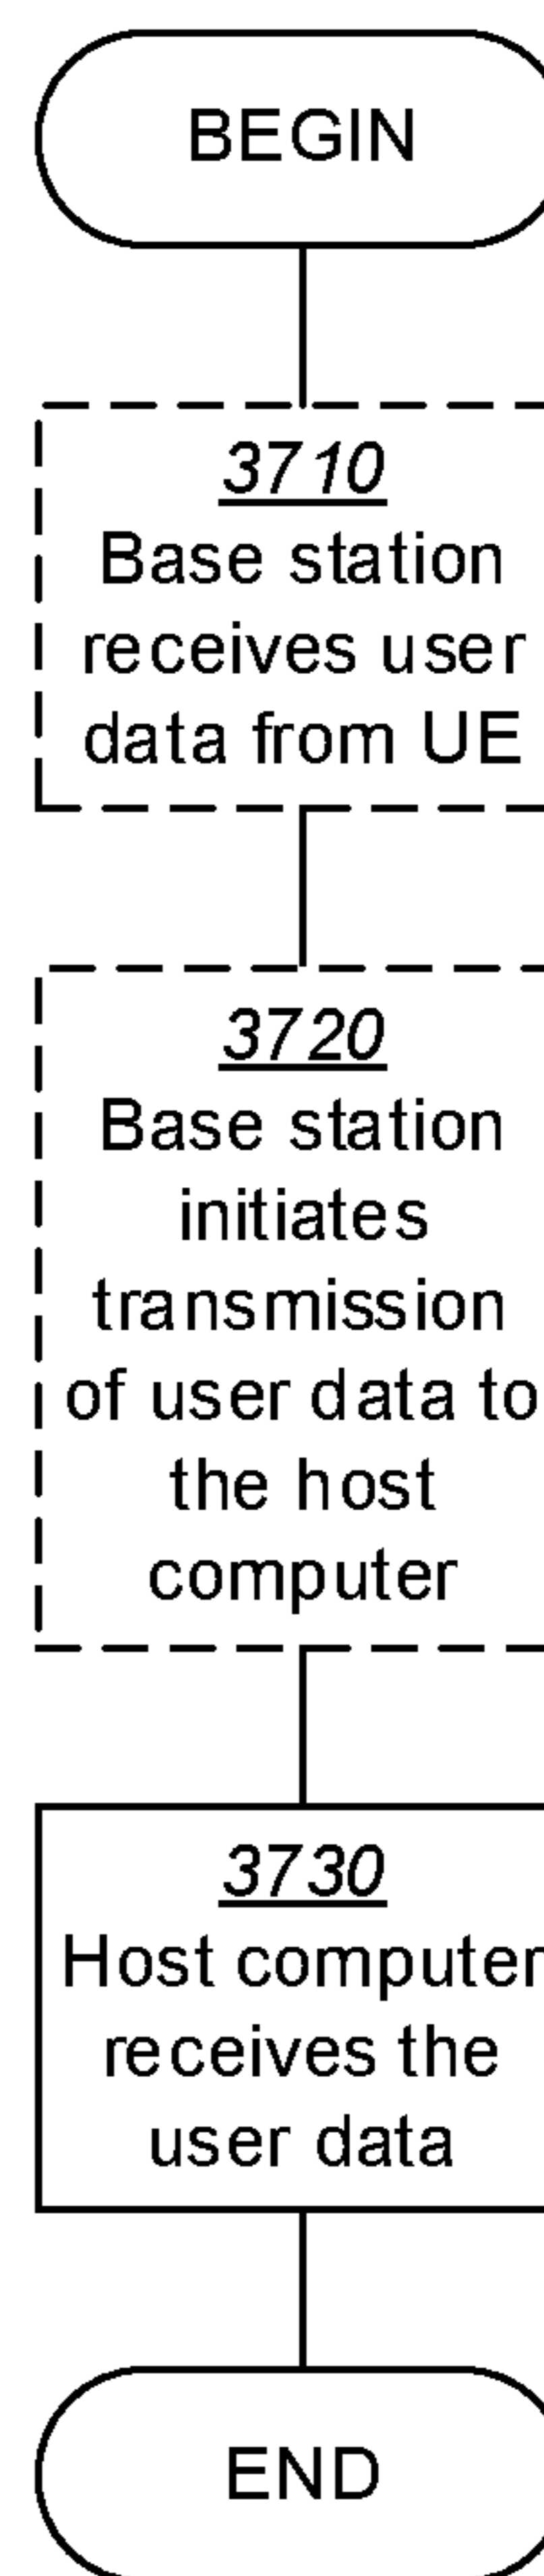 BEGIN
3710
Base station
receives user
data from UE
3720
Base station
initiates
transmission
of user data to
the host
computer
3730
Host computer
receives the
user data
END